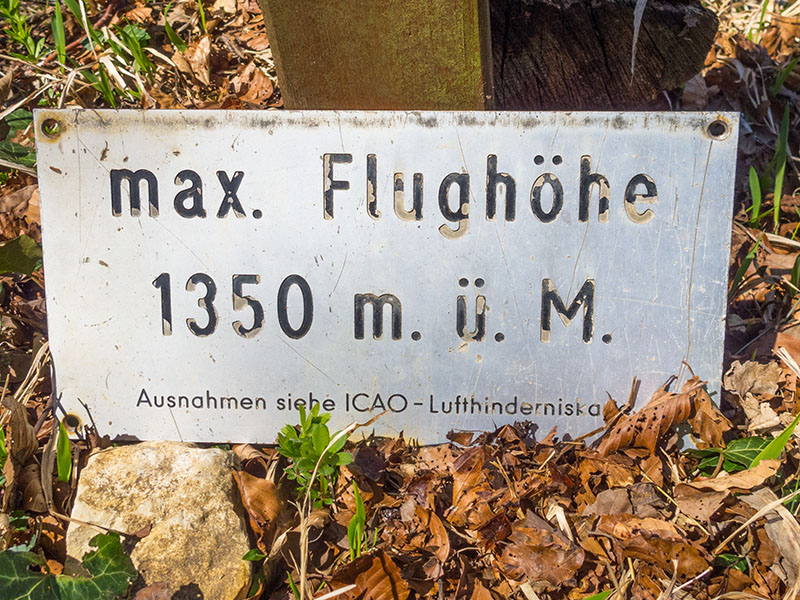 max. Flughöhe
1350 m. ü. M.
Ausnahmen siehe ICAO-Lufthinderniska